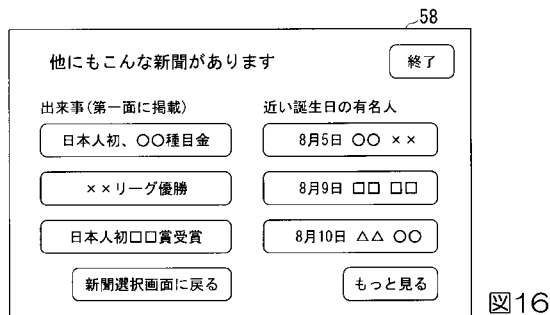 58
他にもこんな新聞があります
終了
出来事(第一面に掲載)
近い誕生日の有名人
日本人初、〇〇種目金
8月5日 〇〇 ××
××リーグ優勝
8月9日 □□ □□
日本人初□□賞受賞
8月10日 △△ 〇〇
新聞選択画面に戻る
もっと見る
図16